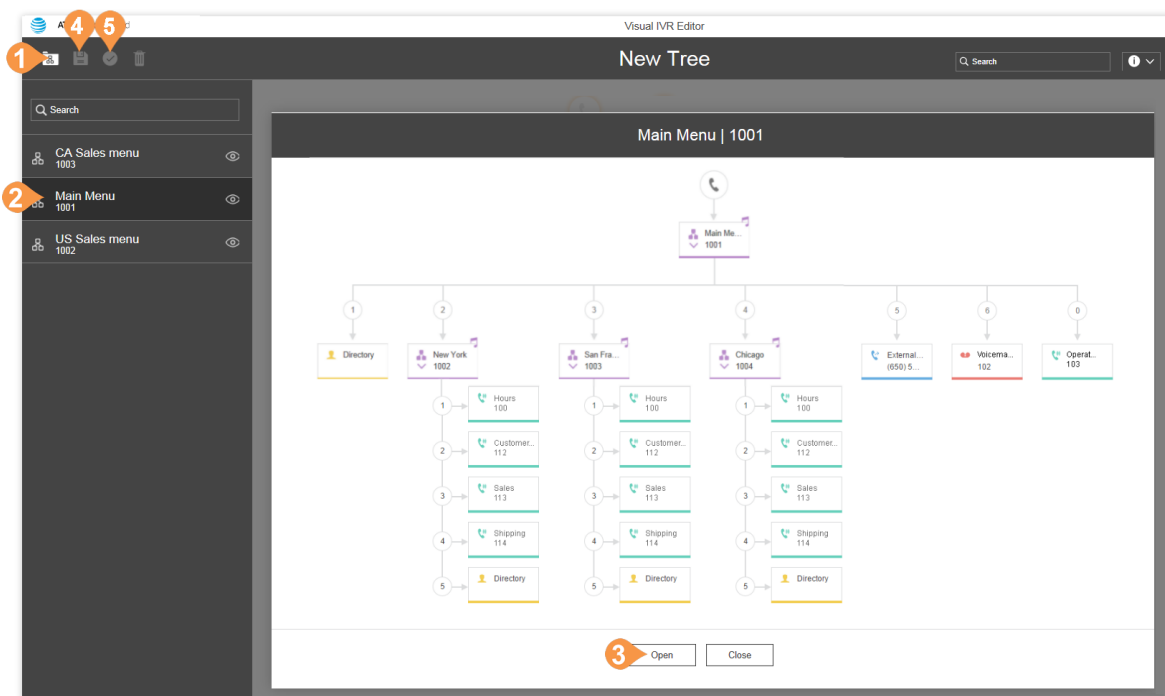 4 5
Visual IVR Editor
1
New Tree
Search
Search
Main Menu | 1001
CA Sales menu
1003
2
Main Menu
1001
US Sales menu
1002
Main Me...
1001
1 2 3 4 5 6 0
Directory
New York
1002
San Fra...
1003
Chicago
1004
External...
(650) 5...
Voicema...
102
Operat...
103
1 Hours
100
1 Hours
100
1 Hours
100
2 Customer...
112
2 Customer...
112
2 Customer...
112
3 Sales
113
3 Sales
113
3 Sales
113
4 Shipping
114
4 Shipping
114
4 Shipping
114
5 Directory
5 Directory
5 Directory
3 Open Close